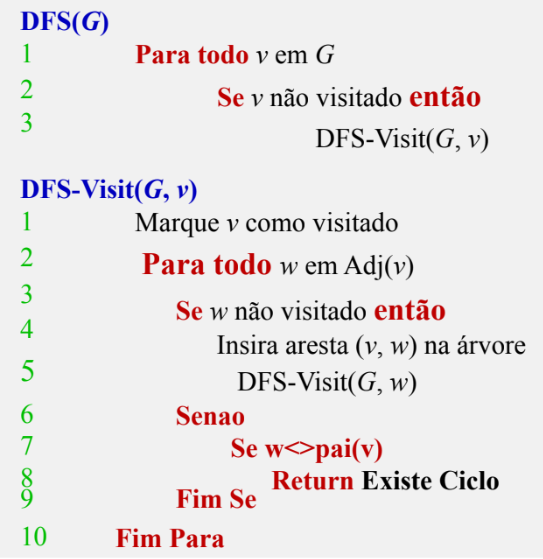 DFS(G)
1 Para todo v em G
2 Se v não visitado então
3 DFS-Visit(G, v)
DFS-Visit(G, v)
1 Marque v como visitado
2 Para todo w em Adj(v)
3 Se w não visitado então
4 Insira aresta (v, w) na árvore
5 DFS-Visit(G, w)
6 Senao
7 Se w<>pai(v)
8 Return Existe Ciclo
9 Fim Se
10 Fim Para